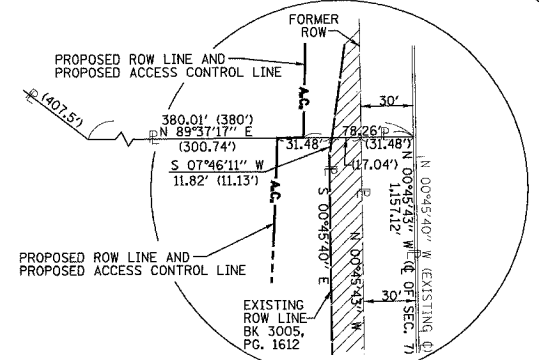 FORMER
ROW
PROPOSED ROW LINE AND
PROPOSED ACCESS CONTROL LINE
A.C.
30'
(407.5')
380.01' (380')
N 89°37'17" E
(300.74')
31.48'
78.26'
(31.48')
(17.04')
S 07°46'11" W
11.82' (11.13')
A.C.
S 00°45'40" E
N 00°45'43" W
N 00°45'43" W (℄ OF SEC. 7)
1,157.12'
N 00°45'40" W (EXISTING ℄)
PROPOSED ROW LINE AND
PROPOSED ACCESS CONTROL LINE
30'
EXISTING
ROW LINE
BK 3005,
PG. 1612